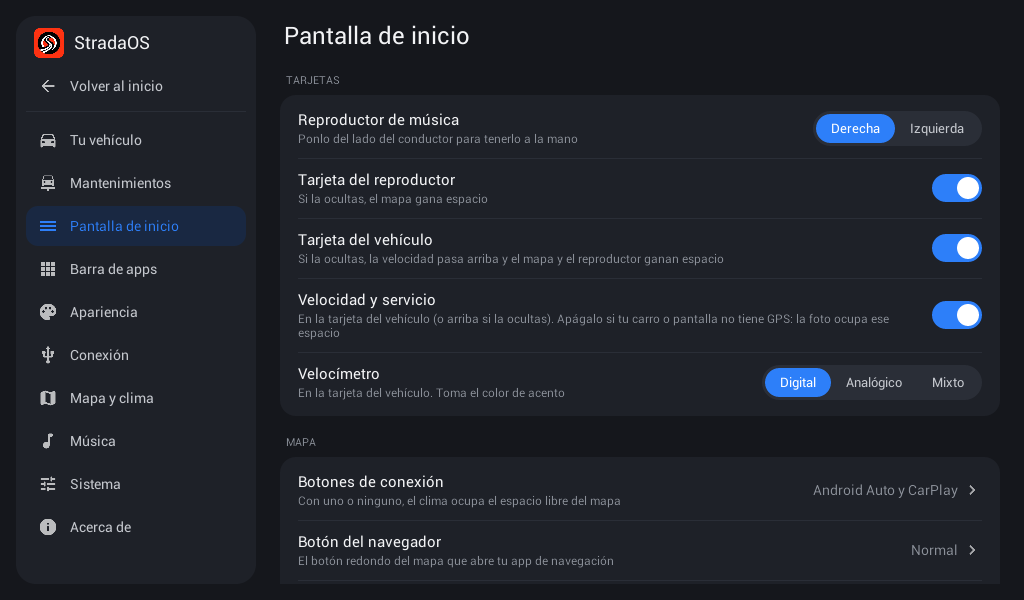 StradaOS
Volver al inicio
Tu vehículo
Mantenimientos
Pantalla de inicio
Barra de apps
Apariencia
Conexión
Mapa y clima
Música
Sistema
Acerca de
Pantalla de inicio
TARJETAS
Reproductor de música
Ponlo del lado del conductor para tenerlo a la mano
Derecha
Izquierda
Tarjeta del reproductor
Si la ocultas, el mapa gana espacio
Tarjeta del vehículo
Si la ocultas, la velocidad pasa arriba y el mapa y el reproductor ganan espacio
Velocidad y servicio
En la tarjeta del vehículo (o arriba si la ocultas). Apágalo si tu carro o pantalla no tiene GPS: la foto ocupa ese
espacio
Velocímetro
En la tarjeta del vehículo. Toma el color de acento
Digital
Analógico
Mixto
MAPA
Botones de conexión
Con uno o ninguno, el clima ocupa el espacio libre del mapa
Android Auto y CarPlay
Botón del navegador
El botón redondo del mapa que abre tu app de navegación
Normal